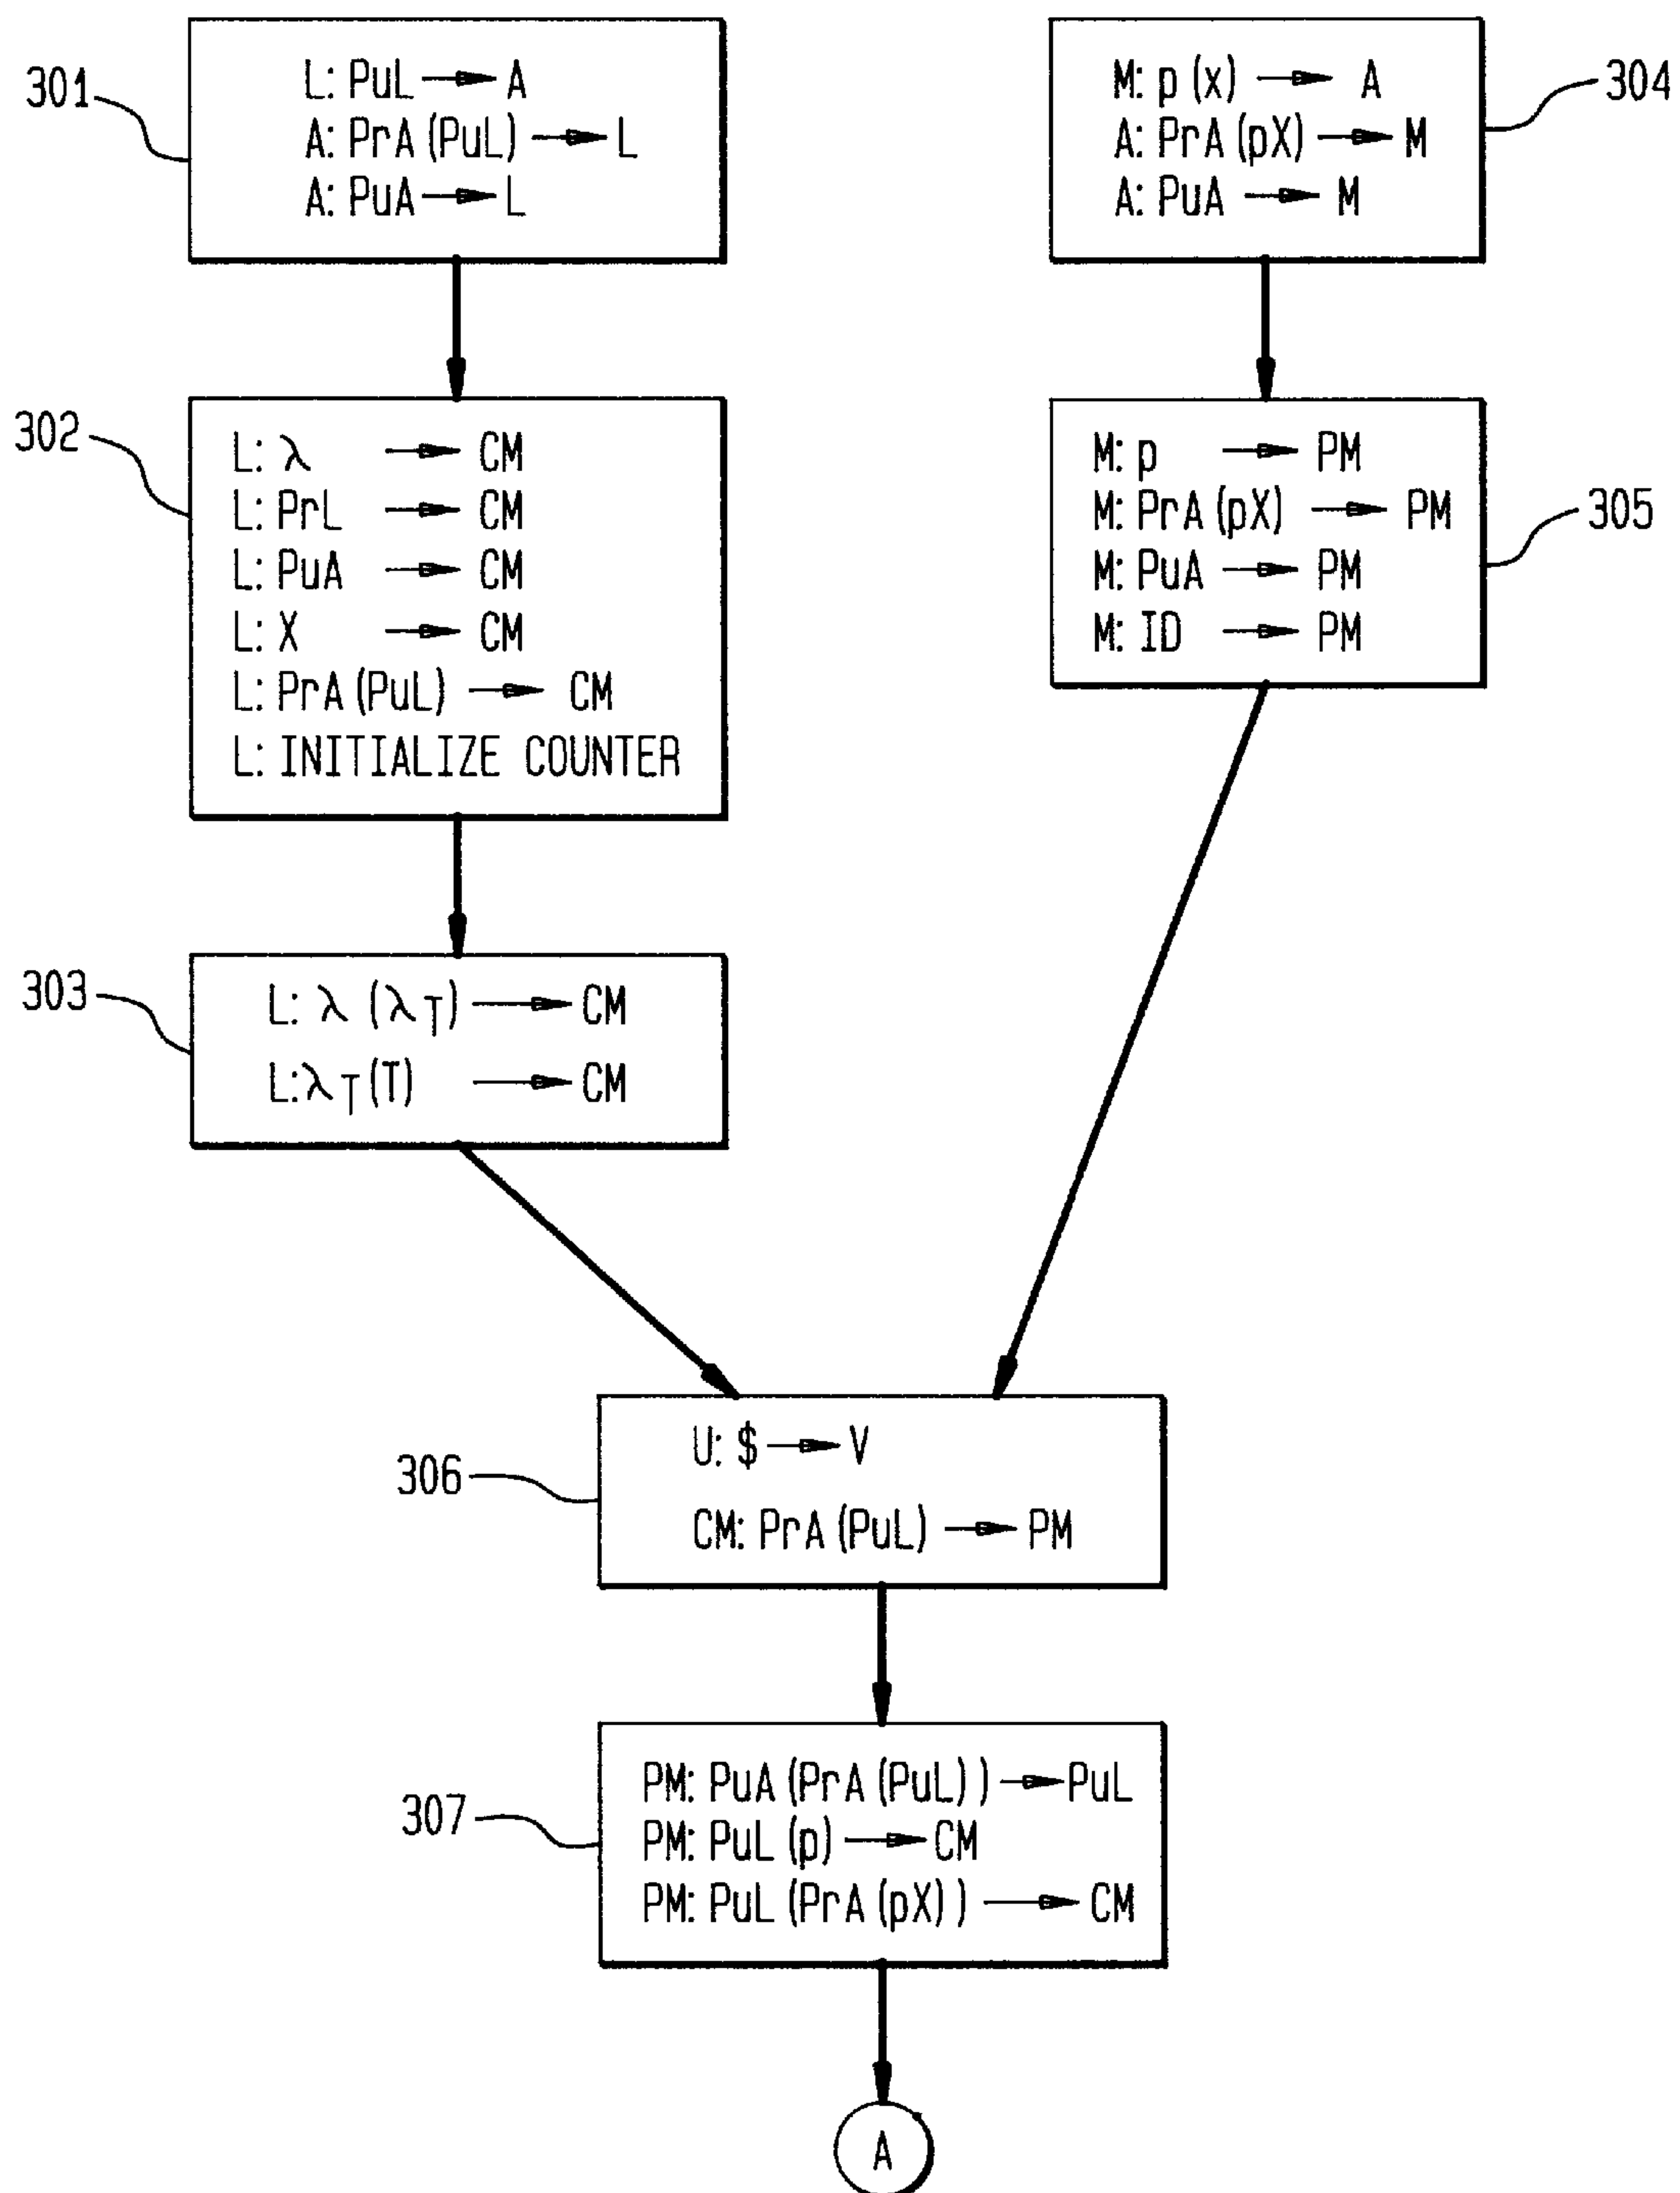 301
L: PuL → A
A: PrA (PuL) → L
A: PuA → L
304
M: p (x) → A
A: PrA (pX) → M
A: PuA → M
302
L: λ → CM
L: PrL → CM
L: PuA → CM
L: X → CM
L: PrA (PuL) → CM
L: INITIALIZE COUNTER
305
M: p → PM
M: PrA (pX) → PM
M: PuA → PM
M: ID → PM
303
L: λ (λT) → CM
L:λT(T) → CM
306
U: $ → V
CM: PrA (PuL) → PM
307
PM: PuA (PrA (PuL)) → PuL
PM: PuL (p) → CM
PM: PuL (PrA (pX)) → CM
A